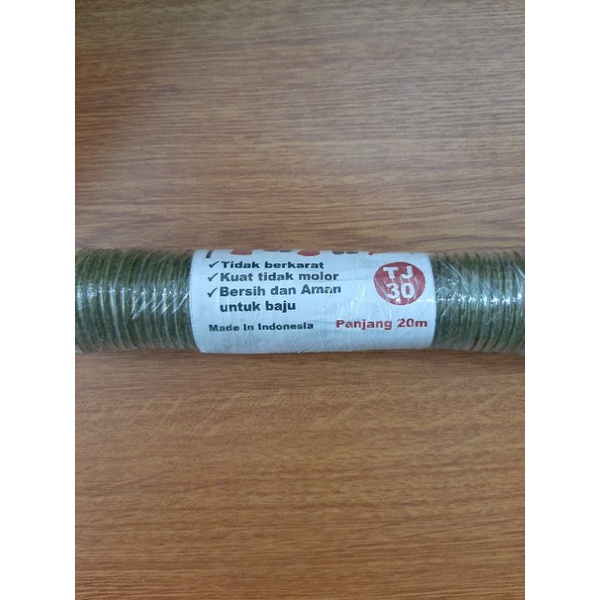 ✓Tidak berkarat
✓Kuat tidak molor
✓Bersih dan Aman
untuk baju
TJ
30
Made In Indonesia
Panjang 20m